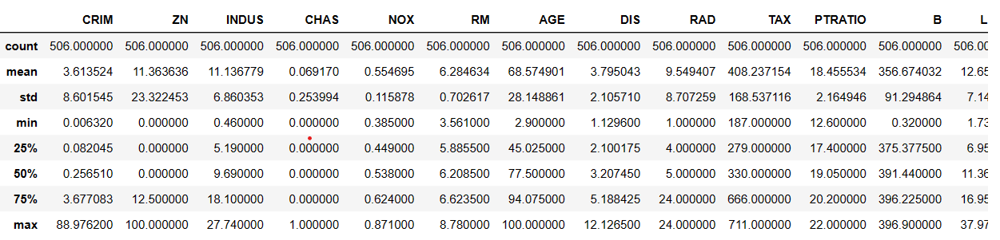 CRIM ZN INDUS CHAS NOX RM AGE DIS RAD TAX PTRATIO B L
count 506.000000 506.000000 506.000000 506.000000 506.000000 506.000000 506.000000 506.000000 506.000000 506.000000 506.000000 506.000000 506.00
mean 3.613524 11.363636 11.136779 0.069170 0.554695 6.284634 68.574901 3.795043 9.549407 408.237154 18.455534 356.674032 12.65
std 8.601545 23.322453 6.860353 0.253994 0.115878 0.702617 28.148861 2.105710 8.707259 168.537116 2.164946 91.294864 7.14
min 0.006320 0.000000 0.460000 0.000000 0.385000 3.561000 2.900000 1.129600 1.000000 187.000000 12.600000 0.320000 1.73
25% 0.082045 0.000000 5.190000 0.000000 0.449000 5.885500 45.025000 2.100175 4.000000 279.000000 17.400000 375.377500 6.95
50% 0.256510 0.000000 9.690000 0.000000 0.538000 6.208500 77.500000 3.207450 5.000000 330.000000 19.050000 391.440000 11.36
75% 3.677083 12.500000 18.100000 0.000000 0.624000 6.623500 94.075000 5.188425 24.000000 666.000000 20.200000 396.225000 16.95
max 88.976200 100.000000 27.740000 1.000000 0.871000 8.780000 100.000000 12.126500 24.000000 711.000000 22.000000 396.900000 37.97